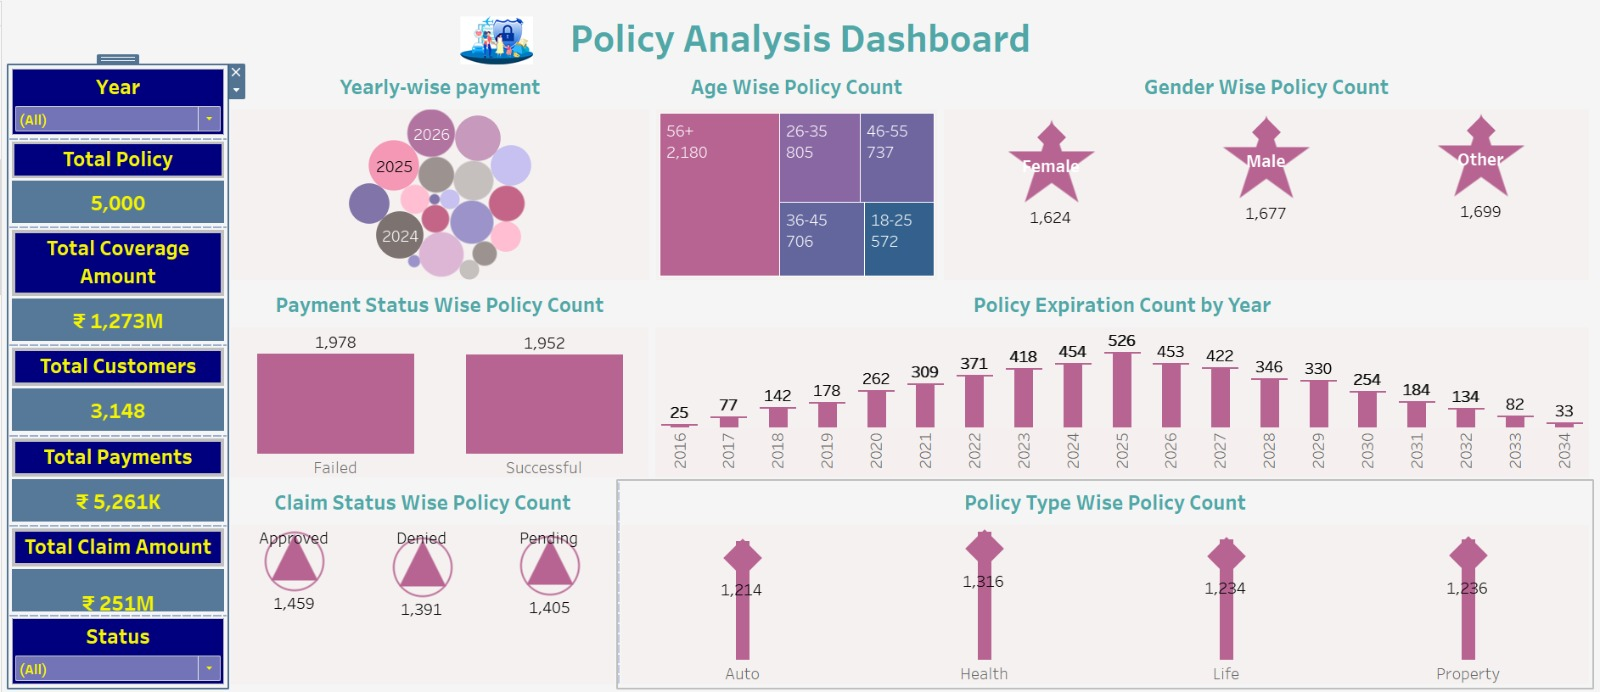 Policy Analysis Dashboard
Year
(All)
Total Policy
5,000
Total Coverage
Amount
₹ 1,273M
Total Customers
3,148
Total Payments
₹ 5,261K
Total Claim Amount
₹ 251M
Status
(All)
Yearly-wise payment
2026
2025
2024
Age Wise Policy Count
56+
2,180
26-35
805
46-55
737
36-45
706
18-25
572
Gender Wise Policy Count
Female
Male
Other
1,624
1,677
1,699
Payment Status Wise Policy Count
1,978
1,952
Failed
Successful
Policy Expiration Count by Year
25
77
142
178
262
309
371
418
454
526
453
422
346
330
254
184
134
82
33
2016
2017
2018
2019
2020
2021
2022
2023
2024
2025
2026
2027
2028
2029
2030
2031
2032
2033
2034
Claim Status Wise Policy Count
Approved
Denied
Pending
1,459
1,391
1,405
Policy Type Wise Policy Count
1,214
1,316
1,234
1,236
Auto
Health
Life
Property